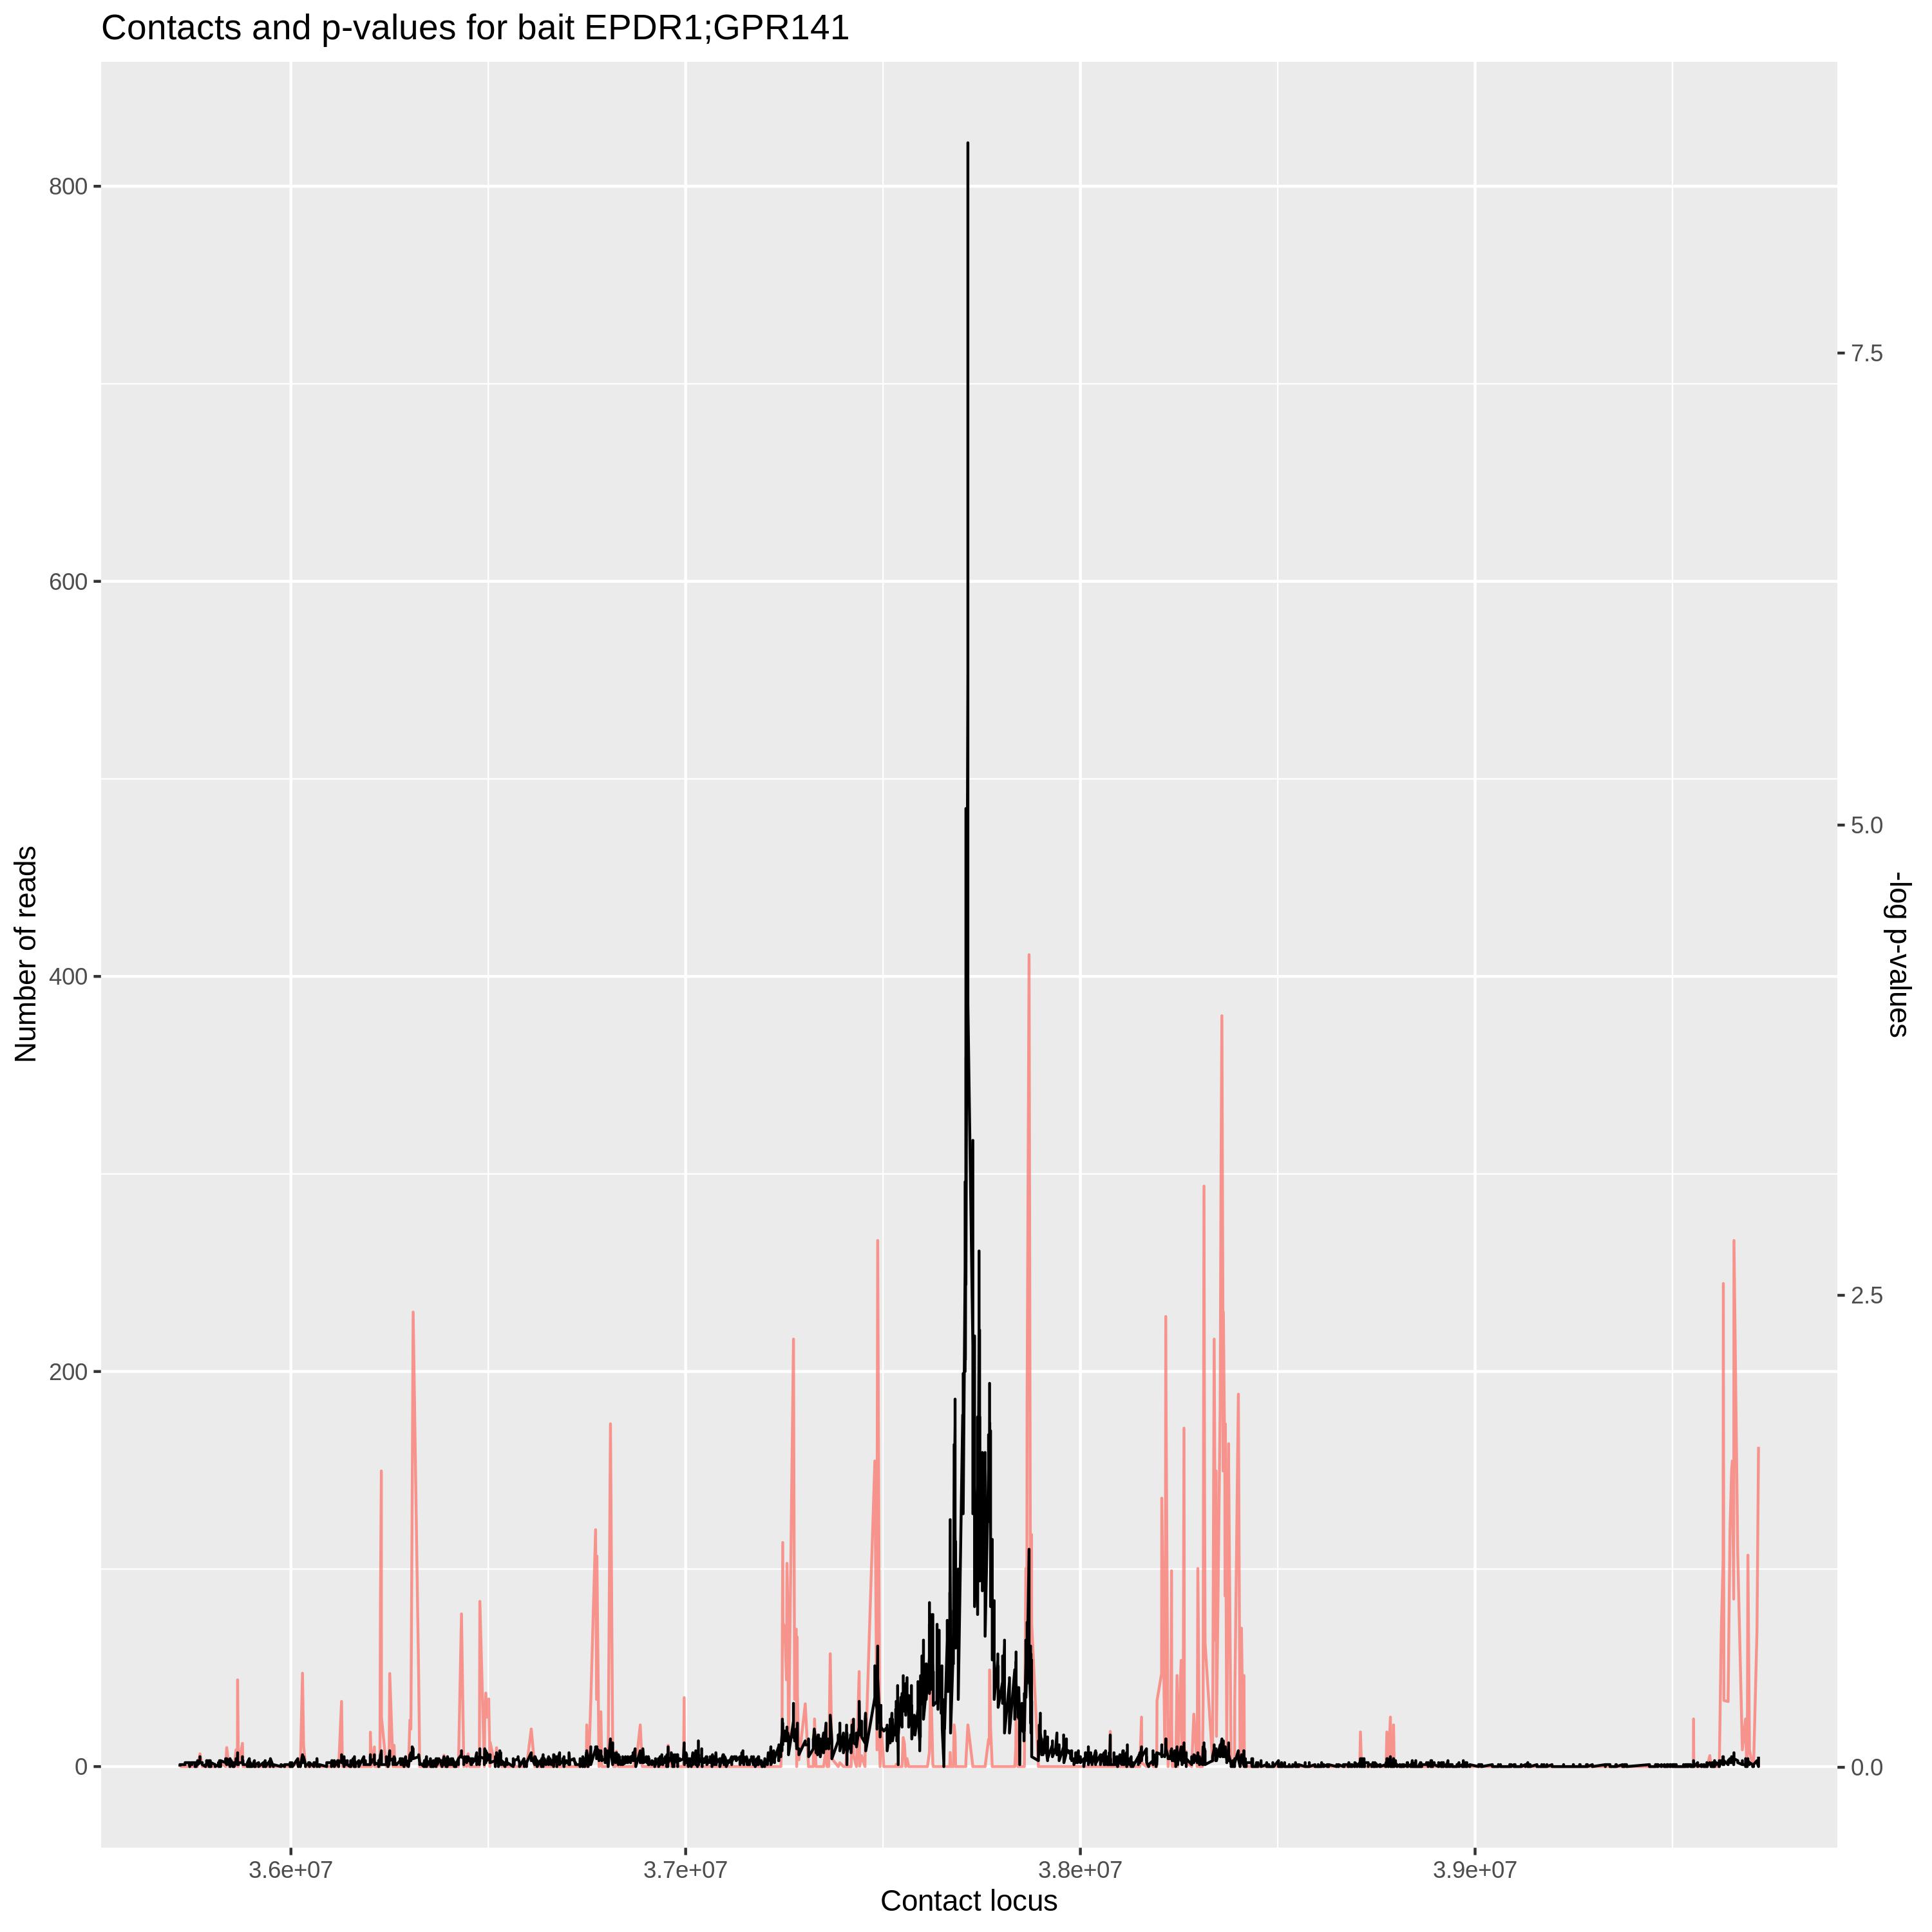 Contacts and p-values for bait EPDR1;GPR141
800
600
400
200
0
Number of reads
7.5
5.0
2.5
0.0
-log p-values
3.6e+07
3.7e+07
3.8e+07
3.9e+07
Contact locus